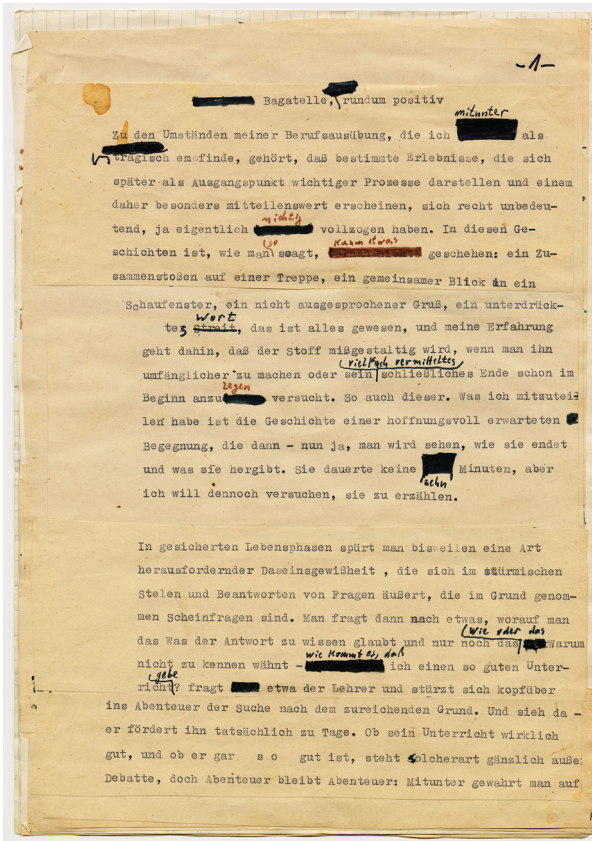 -1-
Bagatelle, rundum positiv
mitunter
Zu den Umständen meiner Berufsausübung, die ich als
tragisch empfinde, gehört, daß bestimmte Erlebnisse, die sich
später als Ausgangspunkt wichtiger Prozesse darstellen und einem
daher besonders mitteilenswert erscheinen, sich recht unbedeu-
nichtig
tend, ja eigentlich vollzogen haben. In diesen Ge-
so kaum etwas
schichten ist, wie man sagt, geschehen: ein Zu-
sammenstoßen auf einer Treppe, ein gemeinsamer Blick in ein
Schaufenster, ein nicht ausgesprochener Gruß, ein unterdrück-
Wort
tes Streit, das ist alles gewesen, und meine Erfahrung
geht dahin, daß der Stoff mißgestaltig wird, wenn man ihn
vielfach vermitteltes
umfänglicher zu machen oder sein schließliches Ende schon im
zeigen
Beginn anzu versucht. So auch dieser. Was ich mitzutei-
len habe ist die Geschichte einer hoffnungsvoll erwarteten
Begegnung, die dann - nun ja, man wird sehen, wie sie endet
und was sie hergibt. Sie dauerte keine Minuten, aber
zehn
ich will dennoch versuchen, sie zu erzählen.
In gesicherten Lebensphasen spürt man bisweilen eine Art
herausfordernder Daseinsgewißheit , die sich im stürmischen
Stelen und Beantworten von Fragen äußert, die im Grund genom-
men Scheinfragen sind. Man fragt dann nach etwas, worauf man
wie oder das
das Was der Antwort zu wissen glaubt und nur noch das Warum
wie kommt es, daß
nicht zu kennen wähnt - ich einen so guten Unter-
gebe
richt? fragt etwa der Lehrer und stürzt sich kopfüber
ins Abenteuer der Suche nach dem zureichenden Grund. Und sieh da -
er fördert ihn tatsächlich zu Tage. Ob sein Unterricht wirklich
gut, und ob er gar s o gut ist, steht solcherart gänzlich auße
Debatte, doch Abenteuer bleibt Abenteuer: Mitunter gewahrt man auf